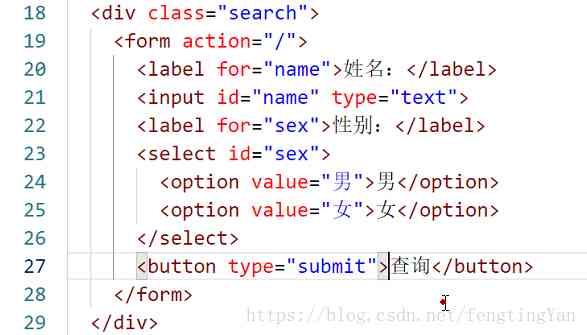 18 <div class="search">
19 <form action="/">
20 <label for="name">姓名：</label>
21 <input id="name" type="text">
22 <label for="sex">性别：</label>
23 <select id="sex">
24 <option value="男">男</option>
25 <option value="女">女</option>
26 </select>
27 <button type="submit">查询</button>
28 </form>
https://blog.csdn.net/fengtingYan
29 </div>